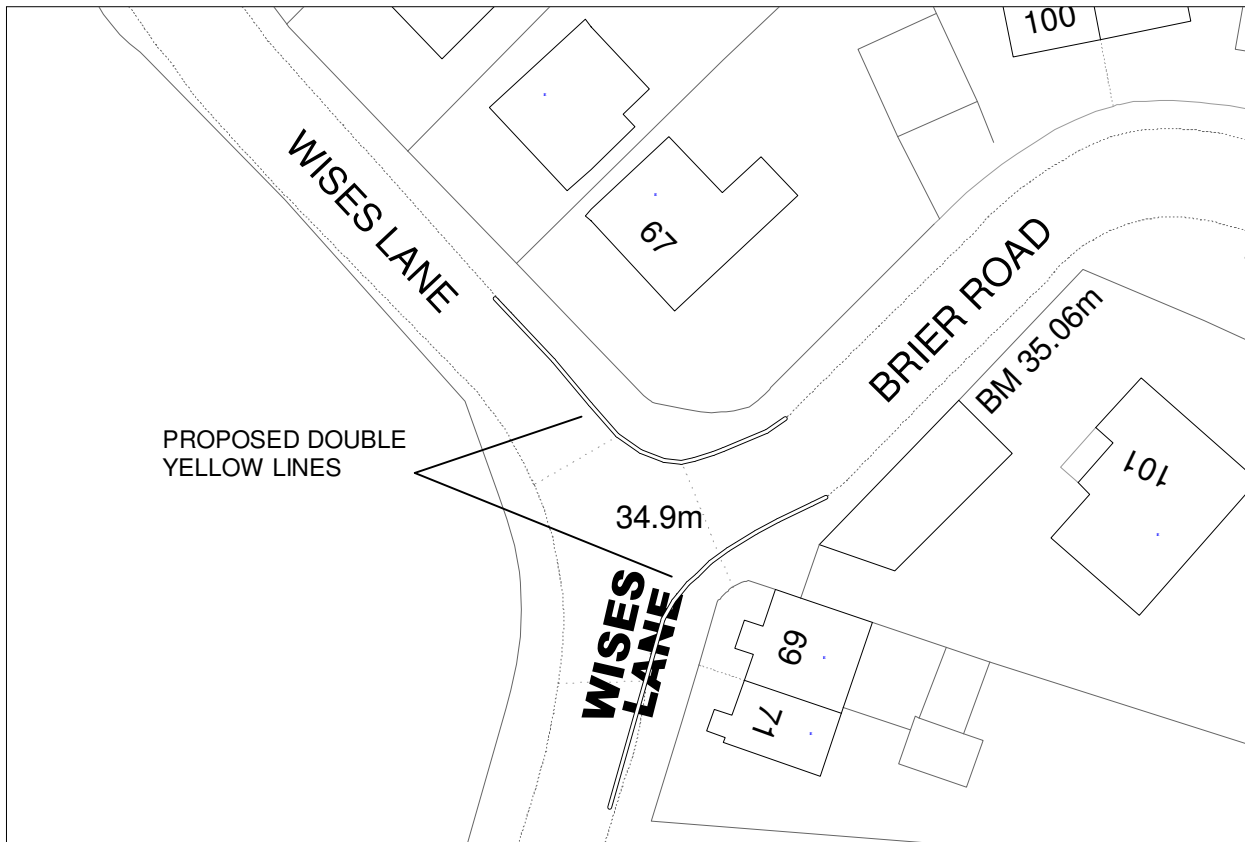 100
WISES LANE
67
BRIER ROAD
BM 35.06m
PROPOSED DOUBLE
YELLOW LINES
101
34.9m
WISES
LANE
69
71